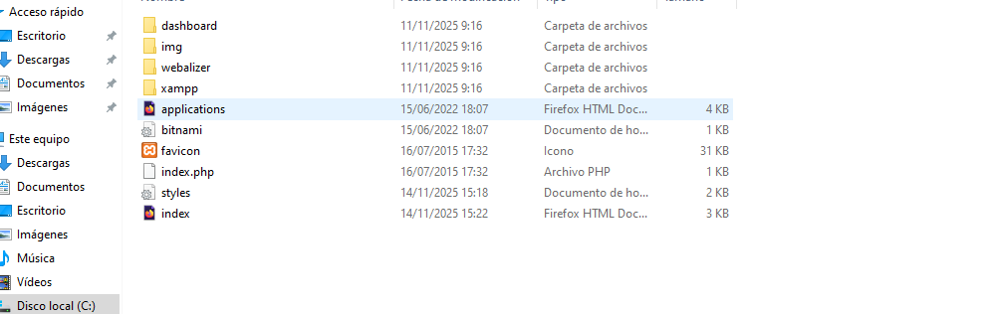 Acceso rápido
Escritorio
Descargas
Documentos
Imágenes
Este equipo
Descargas
Documentos
Escritorio
Imágenes
Música
Vídeos
Disco local (C:)
dashboard 11/11/2025 9:16 Carpeta de archivos
img 11/11/2025 9:16 Carpeta de archivos
webalizer 11/11/2025 9:16 Carpeta de archivos
xampp 11/11/2025 9:16 Carpeta de archivos
applications 15/06/2022 18:07 Firefox HTML Doc... 4 KB
bitnami 15/06/2022 18:07 Documento de ho... 1 KB
favicon 16/07/2015 17:32 Icono 31 KB
index.php 16/07/2015 17:32 Archivo PHP 1 KB
styles 14/11/2025 15:18 Documento de ho... 2 KB
index 14/11/2025 15:22 Firefox HTML Doc... 3 KB